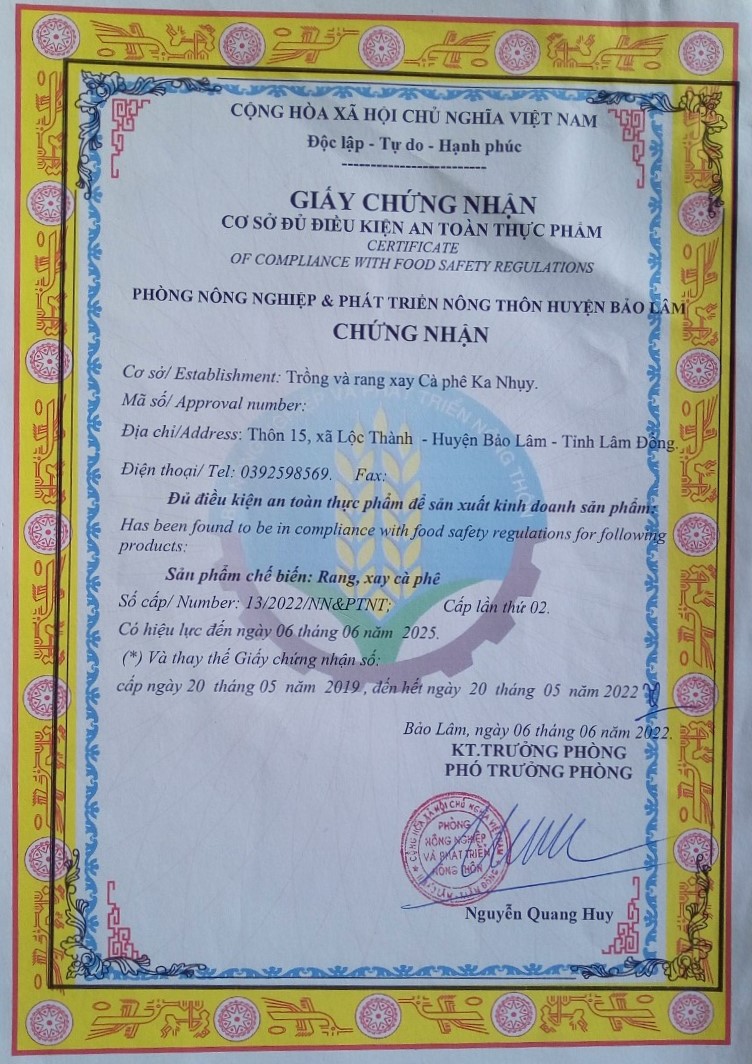 CỘNG HÒA XÃ HỘI CHỦ NGHĨA VIỆT NAM
Độc lập - Tự do - Hạnh phúc
GIẤY CHỨNG NHẬN
CƠ SỞ ĐỦ ĐIỀU KIỆN AN TOÀN THỰC PHẨM
CERTIFICATE
OF COMPLIANCE WITH FOOD SAFETY REGULATIONS
PHÒNG NÔNG NGHIỆP & PHÁT TRIỂN NÔNG THÔN HUYỆN BẢO LÂM
CHỨNG NHẬN
Cơ sở/ Establishment: Trồng và rang xay Cà phê Ka Nhụy.
Mã số/ Approval number:
Địa chỉ/Address: Thôn 15, xã Lộc Thành - Huyện Bảo Lâm - Tỉnh Lâm Đồng.
Điện thoại/ Tel: 0392598569. Fax:
Đủ điều kiện an toàn thực phẩm để sản xuất kinh doanh sản phẩm:
Has been found to be in compliance with food safety regulations for following
products:
Sản phẩm chế biến: Rang, xay cà phê
Số cấp/ Number: 13/2022/NN&PTNT; Cấp lần thứ 02.
Có hiệu lực đến ngày 06 tháng 06 năm 2025.
(*) Và thay thế Giấy chứng nhận số:
cấp ngày 20 tháng 05 năm 2019 , đến hết ngày 20 tháng 05 năm 2022
Bảo Lâm, ngày 06 tháng 06 năm 2022.
KT.TRƯỞNG PHÒNG
PHÓ TRƯỞNG PHÒNG
CỘNG HÒA XÃ HỘI CHỦ NGHĨA VIỆT NAM
PHÒNG
NÔNG NGHIỆP
VÀ PHÁT TRIỂN
NÔNG THÔN
Nguyễn Quang Huy